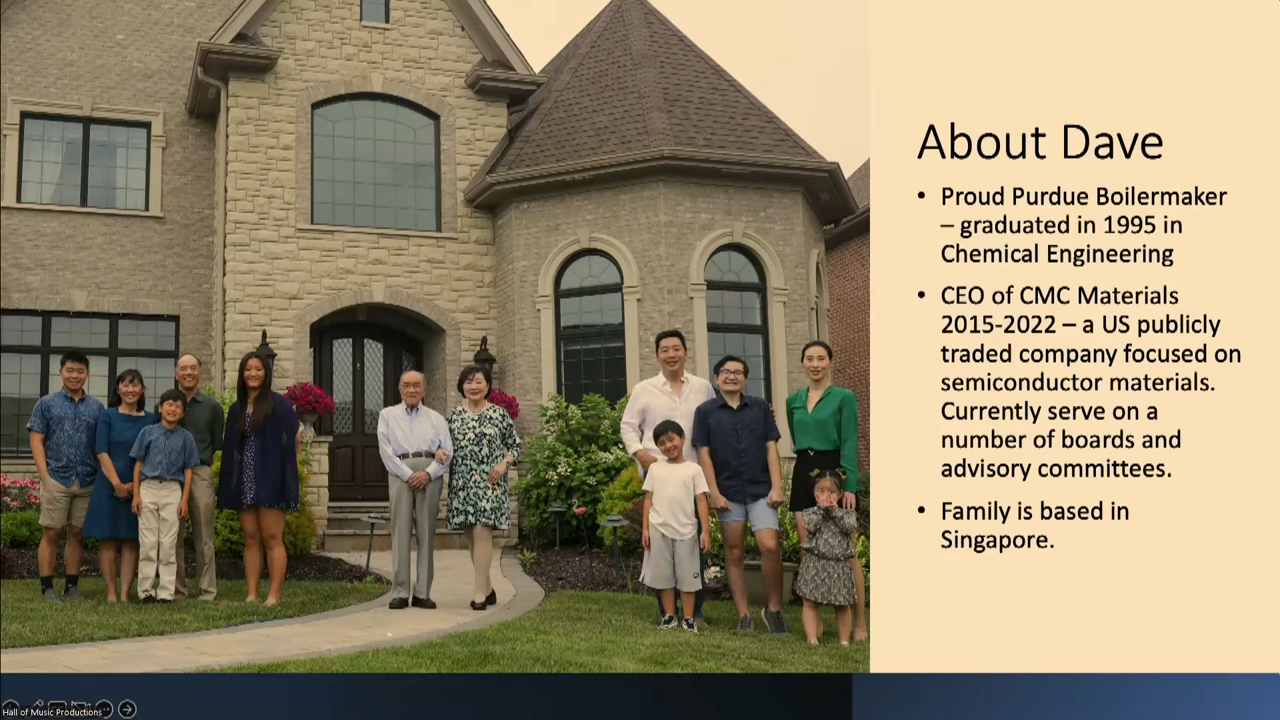 About Dave
• Proud Purdue Boilermaker
– graduated in 1995 in
Chemical Engineering
• CEO of CMC Materials
2015-2022 – a US publicly
traded company focused on
semiconductor materials.
Currently serve on a
number of boards and
advisory committees.
• Family is based in
Singapore.
Hall of Music Productions